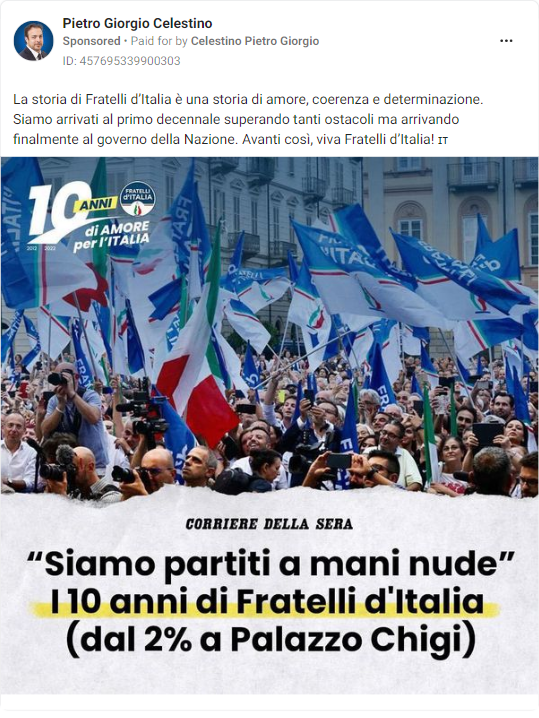 Pietro Giorgio Celestino
Sponsored • Paid for by Celestino Pietro Giorgio
ID: 457695339900303
La storia di Fratelli d'Italia è una storia di amore, coerenza e determinazione.
Siamo arrivati al primo decennale superando tanti ostacoli ma arrivando
finalmente al governo della Nazione. Avanti così, viva Fratelli d'Italia! IT
10 ANNI
di AMORE
per l'ITALIA
2012 2022
FRATELLI
d'ITALIA
CORRIERE DELLA SERA
“Siamo partiti a mani nude”
I 10 anni di Fratelli d'Italia
(dal 2% a Palazzo Chigi)